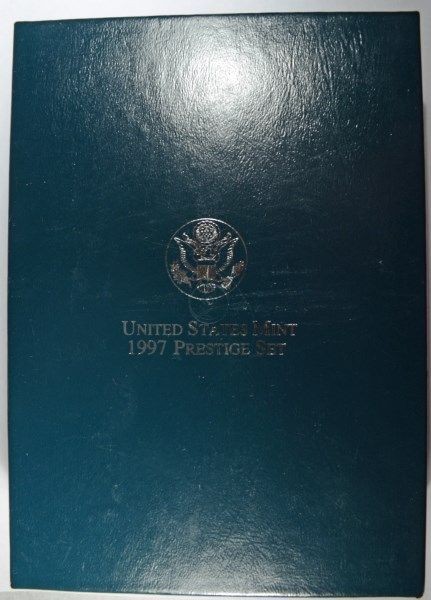 UNITED STATES MINT
1997 PRESTIGE SET